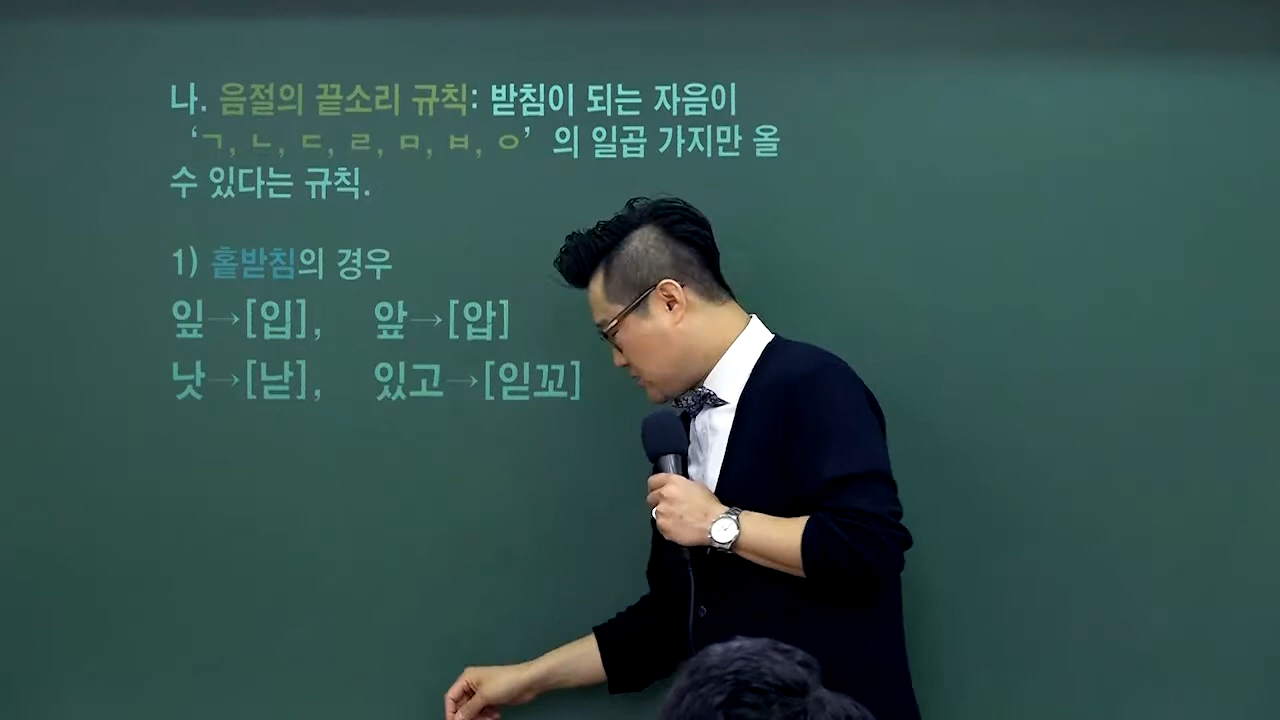 나. 음절의 끝소리 규칙: 받침이 되는 자음이
‘ㄱ, ㄴ, ㄷ, ㄹ, ㅁ, ㅂ, ㅇ’ 의 일곱 가지만 올
수 있다는 규칙.
1) 홑받침의 경우
잎→[입], 앞→[압]
낫→[낟], 있고→[읻꼬]